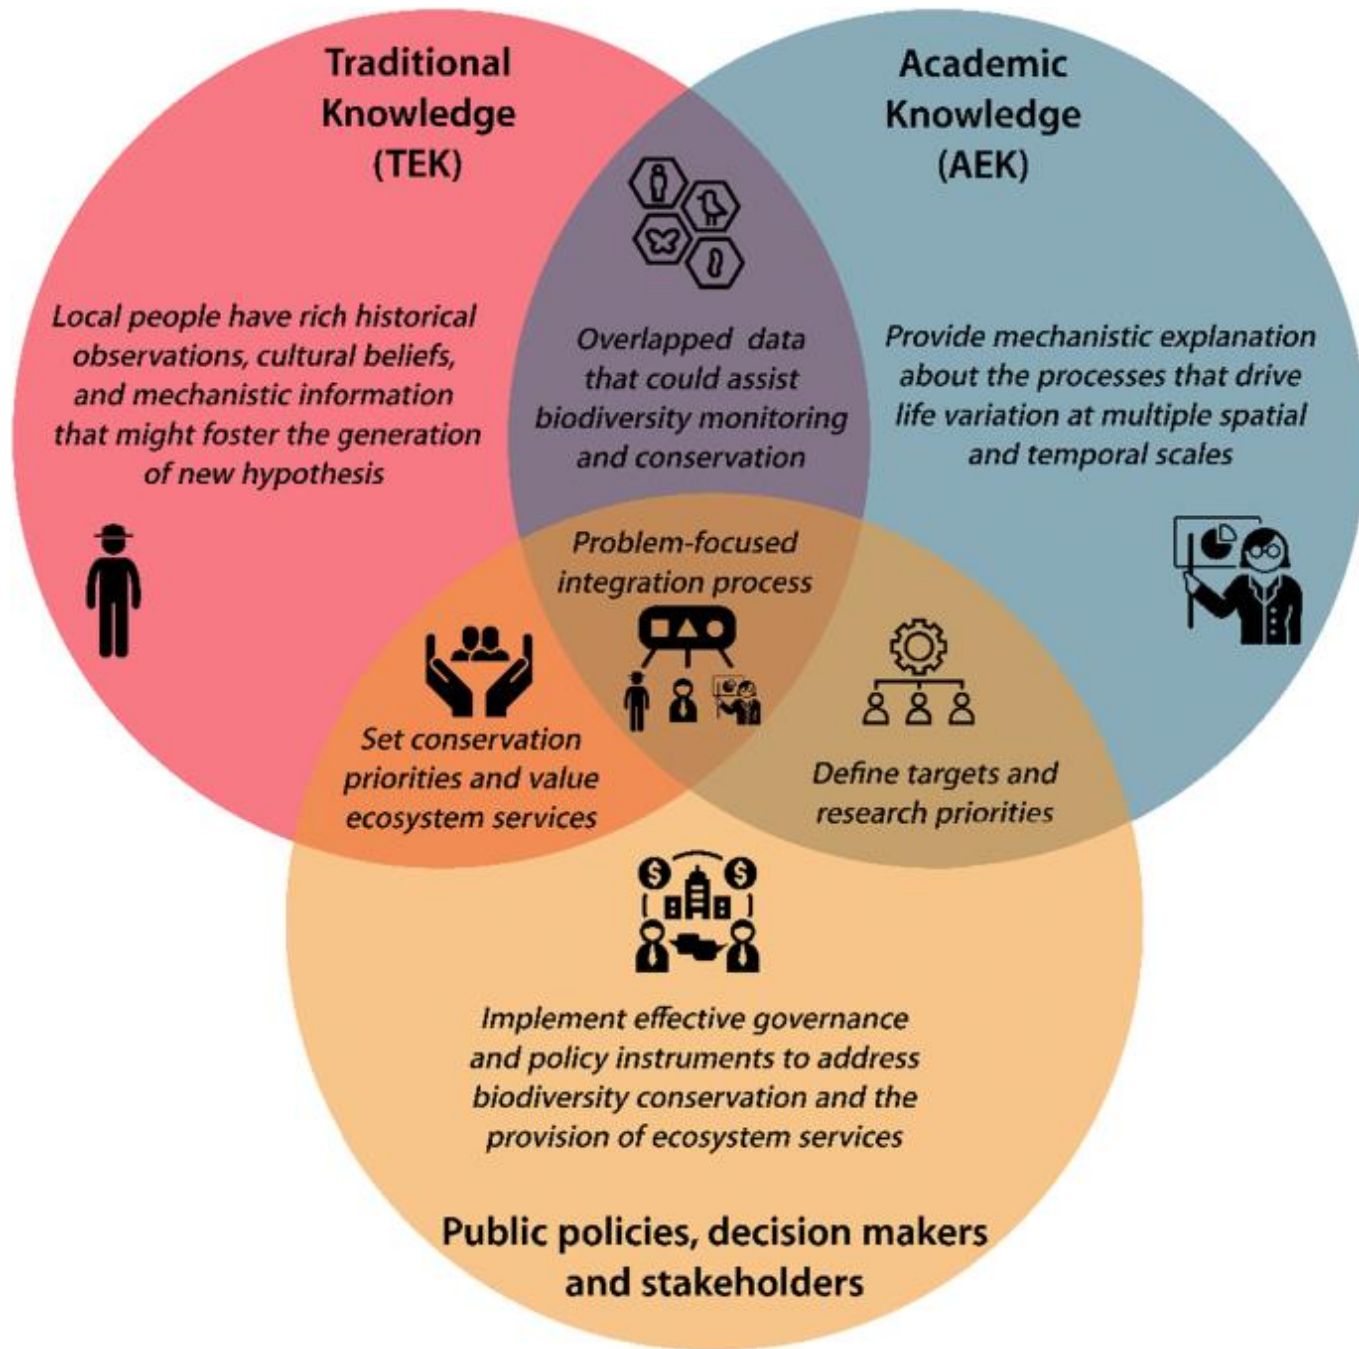 Traditional
Knowledge
(TEK)
Academic
Knowledge
(AEK)
Local people have rich historical
observations, cultural beliefs,
and mechanistic information
that might foster the generation
of new hypothesis
Overlapped data
that could assist
biodiversity monitoring
and conservation
Provide mechanistic explanation
about the processes that drive
life variation at multiple spatial
and temporal scales
Problem-focused
integration process
Set conservation
priorities and value
ecosystem services
Define targets and
research priorities
$ $
Implement effective governance
and policy instruments to address
biodiversity conservation and the
provision of ecosystem services
Public policies, decision makers
and stakeholders